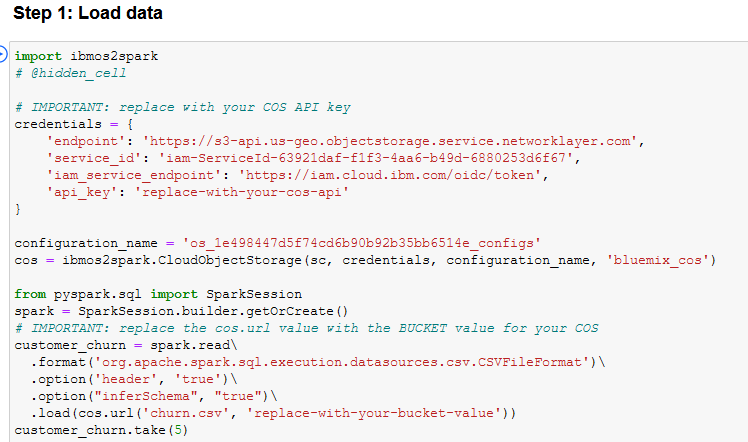 Step 1: Load data
import ibmos2spark
# @hidden_cell
# IMPORTANT: replace with your COS API key
credentials = {
    'endpoint': 'https://s3-api.us-geo.objectstorage.service.networklayer.com',
    'service_id': 'iam-ServiceId-63921daf-f1f3-4aa6-b49d-6880253d6f67',
    'iam_service_endpoint': 'https://iam.cloud.ibm.com/oidc/token',
    'api_key': 'replace-with-your-cos-api'
}
configuration_name = 'os_1e498447d5f74cd6b90b92b35bb6514e_configs'
cos = ibmos2spark.CloudObjectStorage(sc, credentials, configuration_name, 'bluemix_cos')
from pyspark.sql import SparkSession
spark = SparkSession.builder.getOrCreate()
# IMPORTANT: replace the cos.url value with the BUCKET value for your COS
customer_churn = spark.read\
  .format('org.apache.spark.sql.execution.datasources.csv.CSVFileFormat')\
  .option('header', 'true')\
  .option("inferSchema", "true")\
  .load(cos.url('churn.csv', 'replace-with-your-bucket-value'))
customer_churn.take(5)